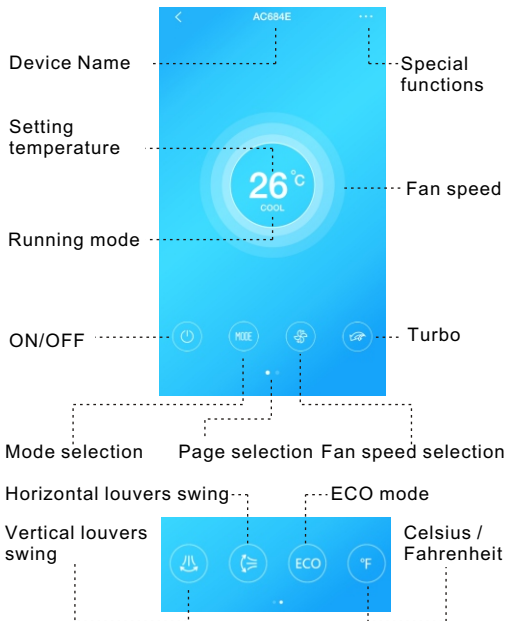 AC684E
Device Name
Special
functions
Setting
temperature
26°C
COOL
Fan speed
Running mode
ON/OFF
MODE
Turbo
Mode selection
Page selection
Fan speed selection
Horizontal louvers swing
ECO mode
Vertical louvers
swing
Celsius /
Fahrenheit
ECO
°F